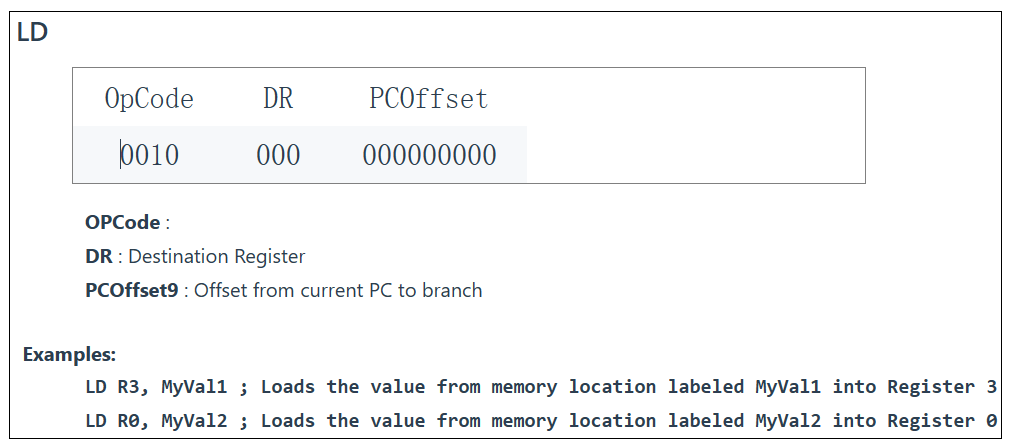 LD
OpCode DR PCOffset
0010 000 000000000
OPCode :
DR : Destination Register
PCOffset9 : Offset from current PC to branch
Examples:
LD R3, MyVal1 ; Loads the value from memory location labeled MyVal1 into Register 3
LD R0, MyVal2 ; Loads the value from memory location labeled MyVal2 into Register 0